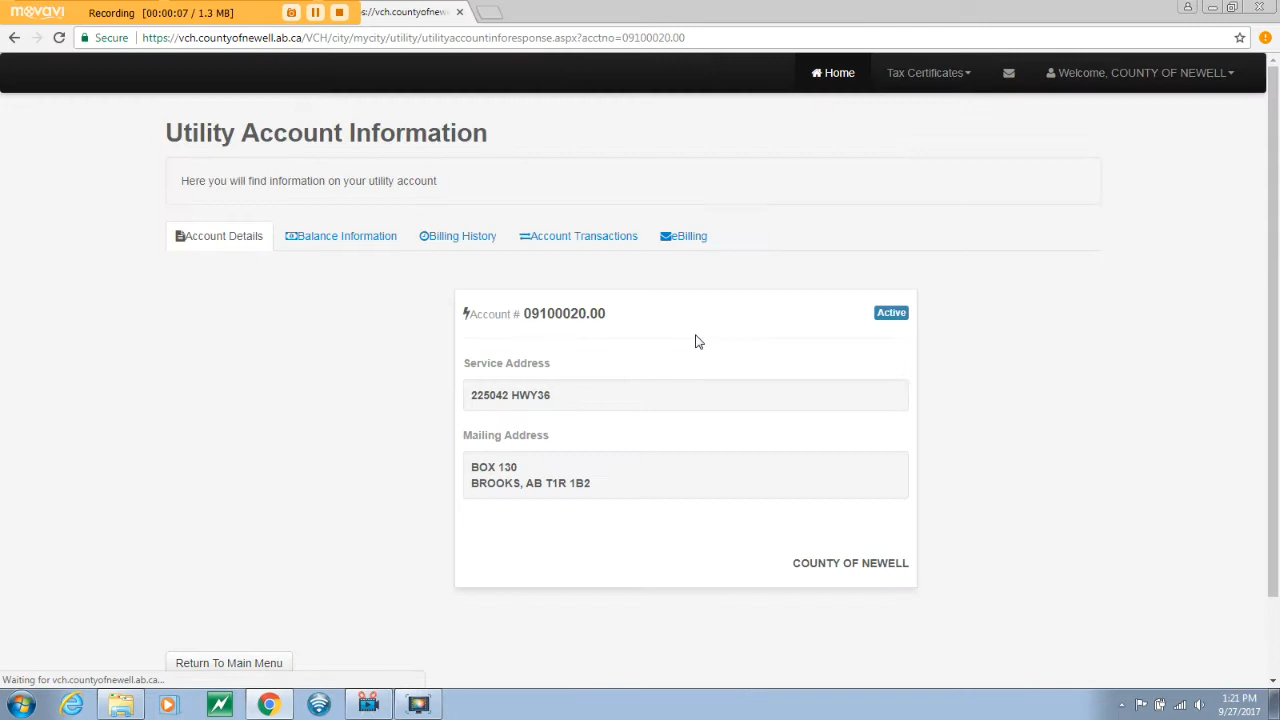 movavi Recording [00:00:07 / 1.3 MB]
s://vch.countyofnew
Secure https://vch.countyofnewell.ab.ca/VCH/city/mycity/utility/utilityaccountinforesponse.aspx?acctno=09100020.00
Home Tax Certificates Welcome, COUNTY OF NEWELL
Utility Account Information
Here you will find information on your utility account
Account Details Balance Information Billing History Account Transactions eBilling
Account # 09100020.00 Active
Service Address
225042 HWY36
Mailing Address
BOX 130
BROOKS, AB T1R 1B2
COUNTY OF NEWELL
Return To Main Menu
Waiting for vch.countyofnewell.ab.ca...
1:21 PM
9/27/2017